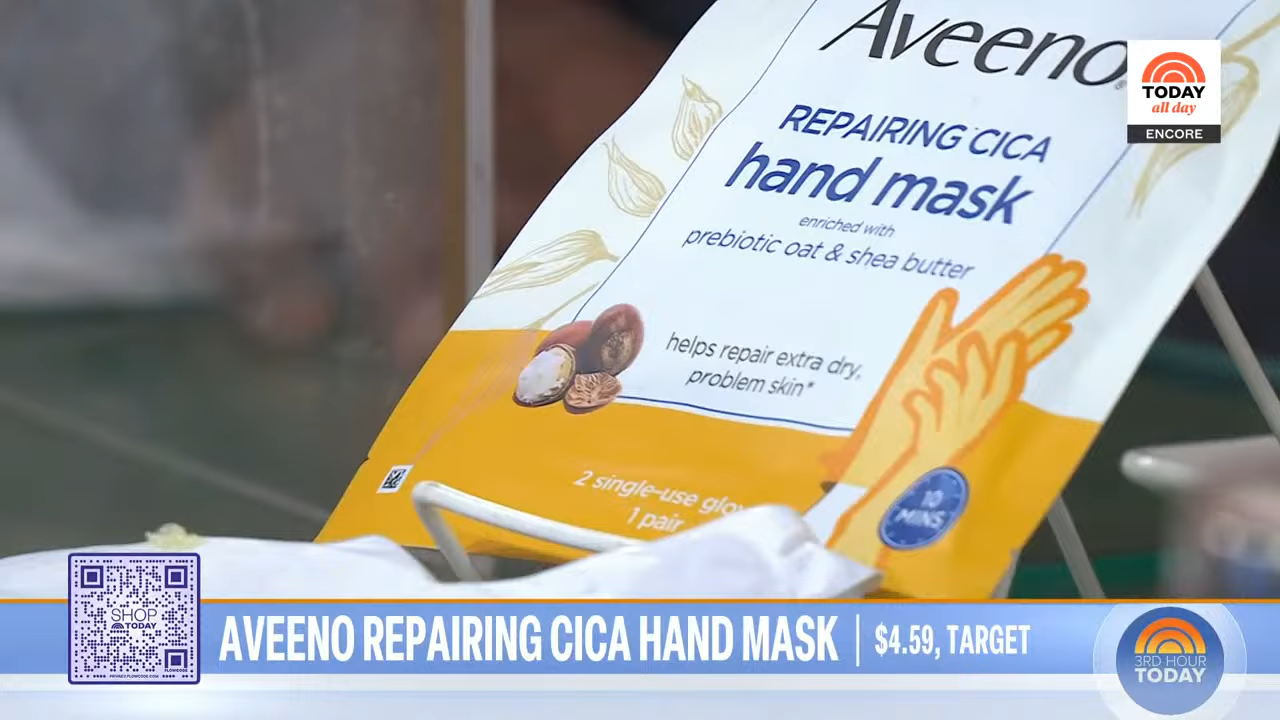 Aveeno
REPAIRING CICA
hand mask
enriched with
prebiotic oat & shea butter
helps repair extra dry,
problem skin*
2 single-use
1 pair
10
MINS
TODAY
all day
ENCORE
SHOP
TODAY
AVEENO REPAIRING CICA HAND MASK
$4.59, TARGET
3RD HOUR
TODAY